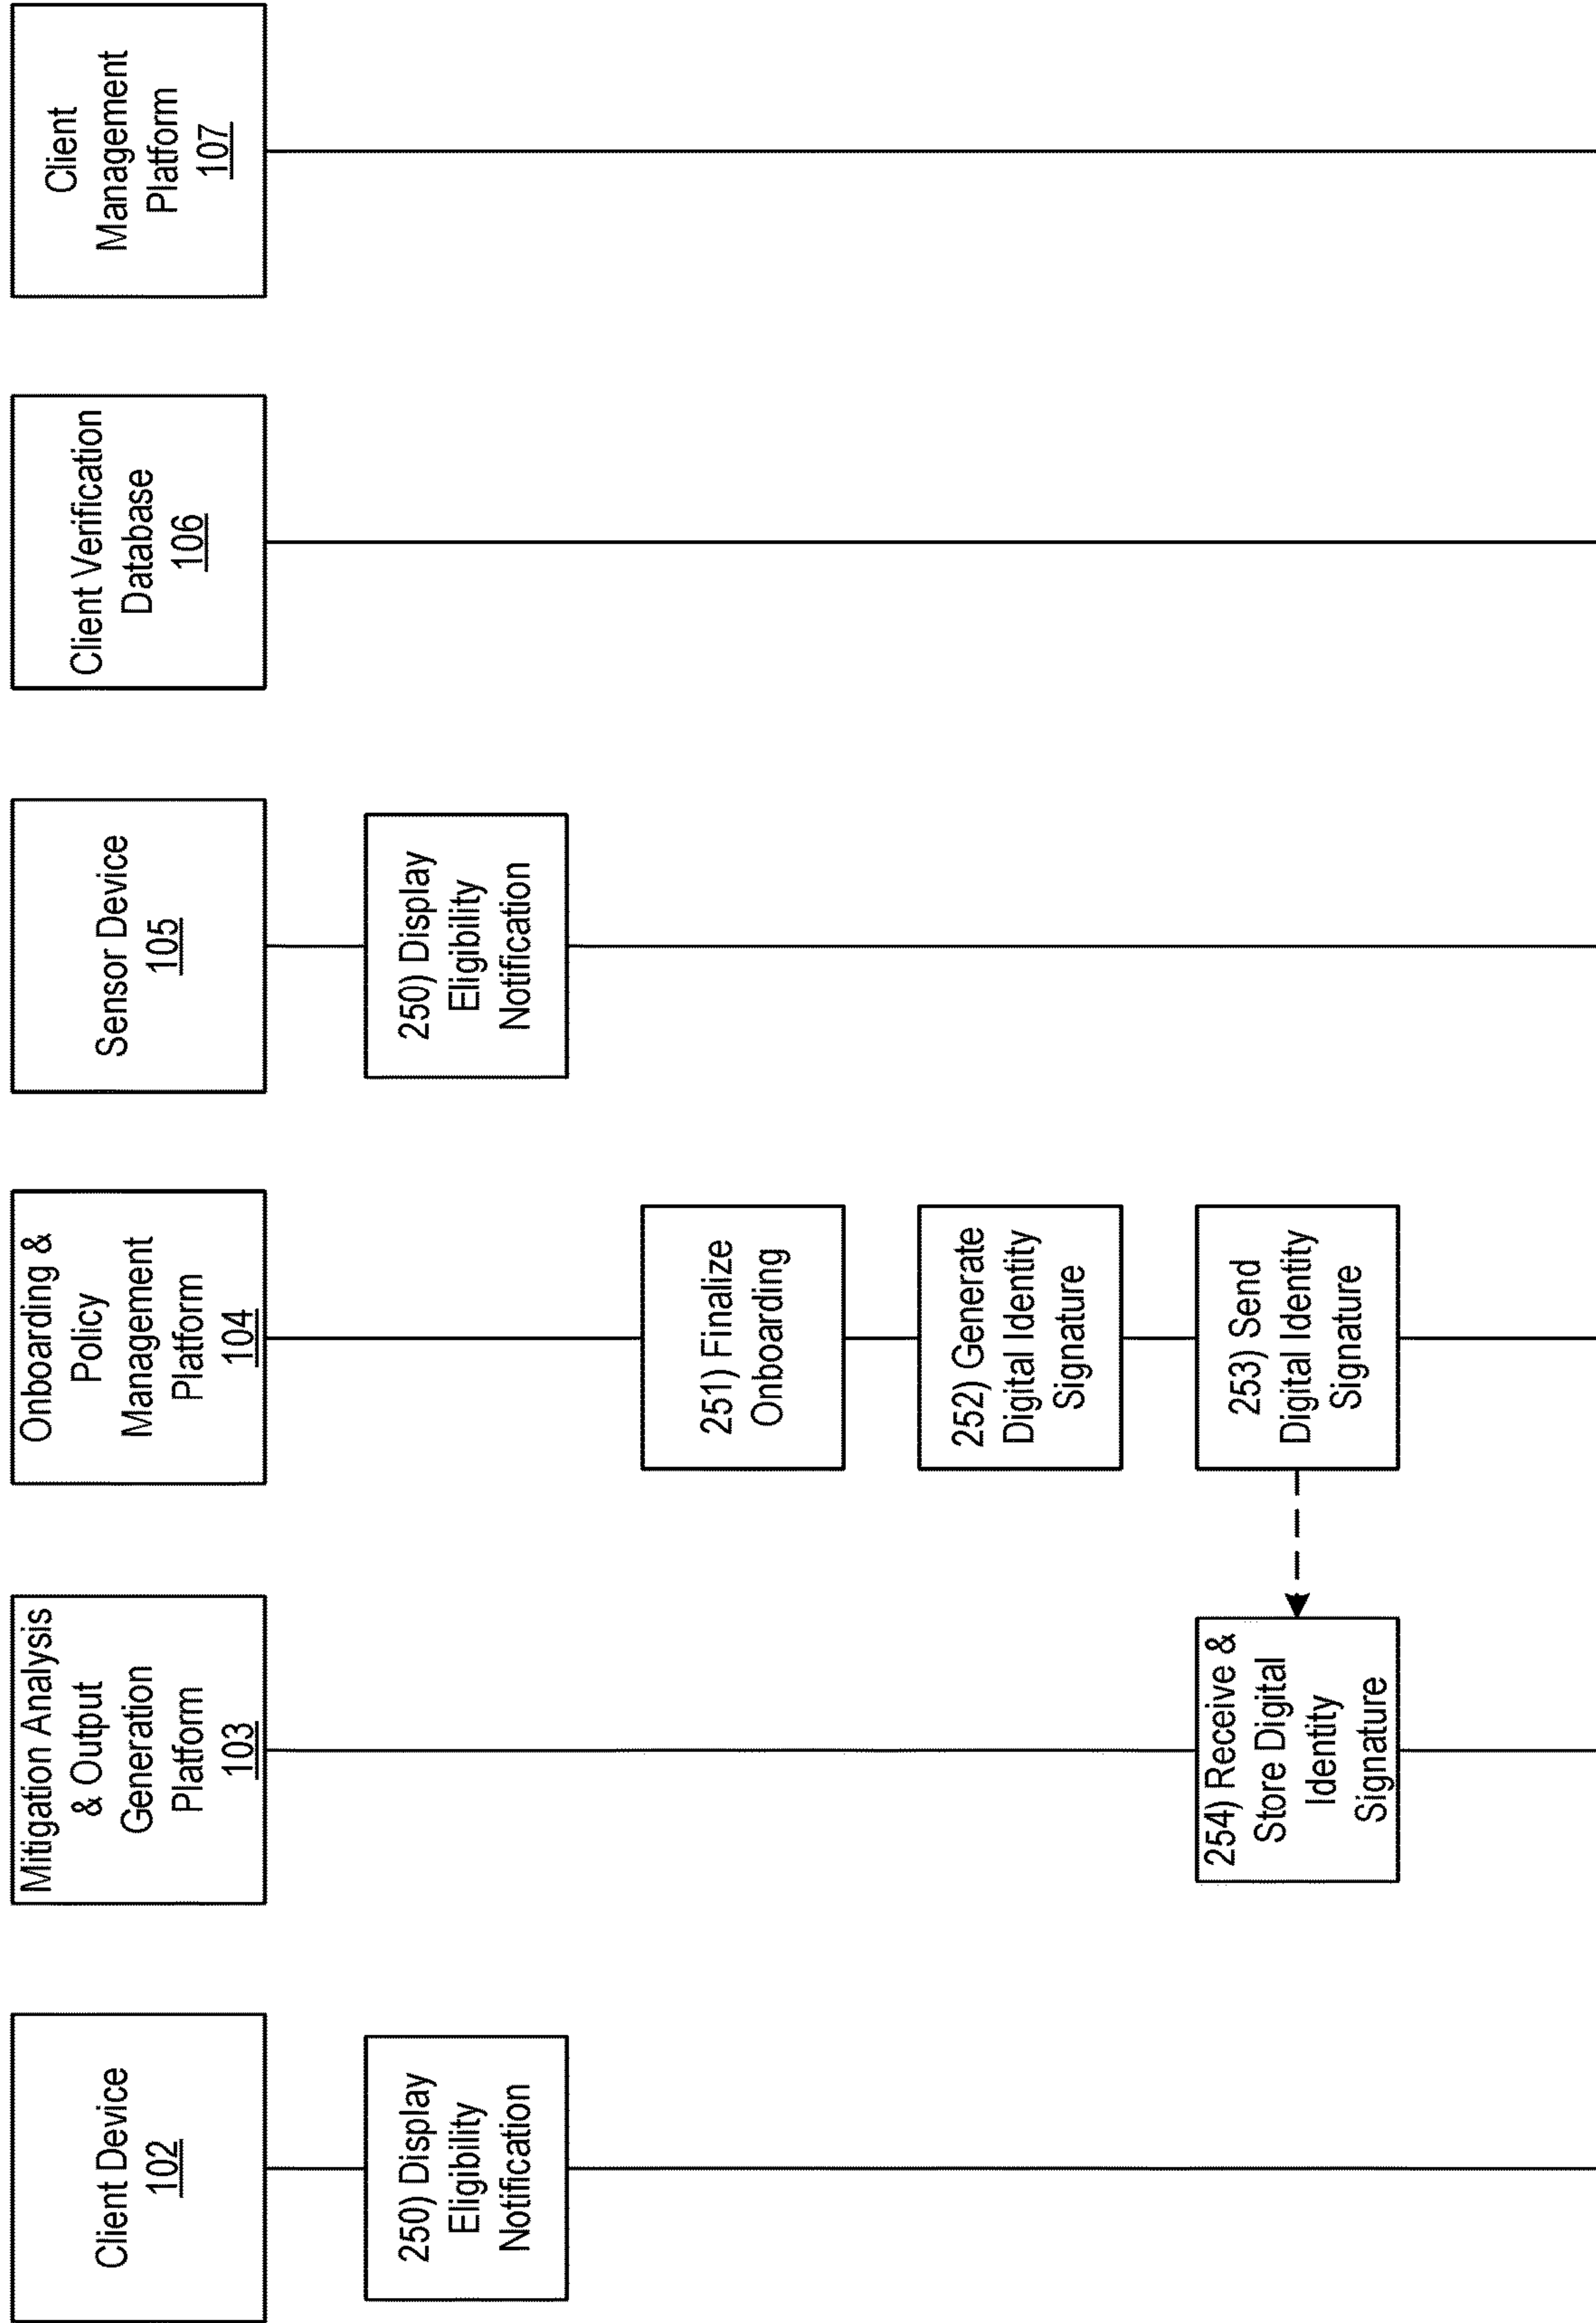 Client Device
102
Mitigation Analysis
& Output
Generation
Platform
103
Onboarding &
Policy
Management
Platform
104
Sensor Device
105
Client Verification
Database
106
Client
Management
Platform
107
250) Display
Eligibility
Notification
250) Display
Eligibility
Notification
251) Finalize
Onboarding
252) Generate
Digital Identity
Signature
253) Send
Digital Identity
Signature
254) Receive &
Store Digital
Identity
Signature